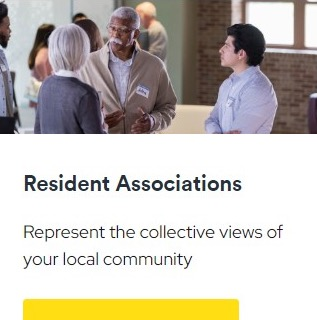 Resident Associations
Represent the collective views of
your local community